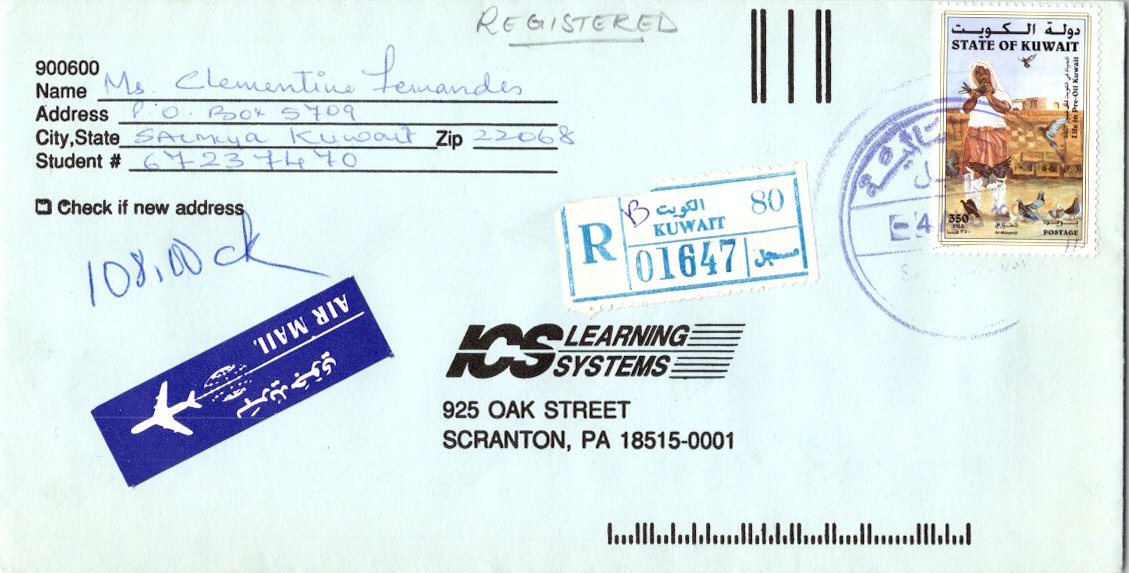 REGISTERED
900600
Name Ms. Clementine Fernandes
Address P.O. Box 5709
City,State Salmiya Kuwait Zip 22068
Student # 67237470
Check if new address
108.00 ck
دولة الكويت
STATE OF KUWAIT
Life in Pre-Oil Kuwait
350
FILS
POSTAGE
R B الكويت 80
KUWAIT
01647 مسجل
AIR MAIL
بريد جوي
ICS LEARNING
SYSTEMS
925 OAK STREET
SCRANTON, PA 18515-0001